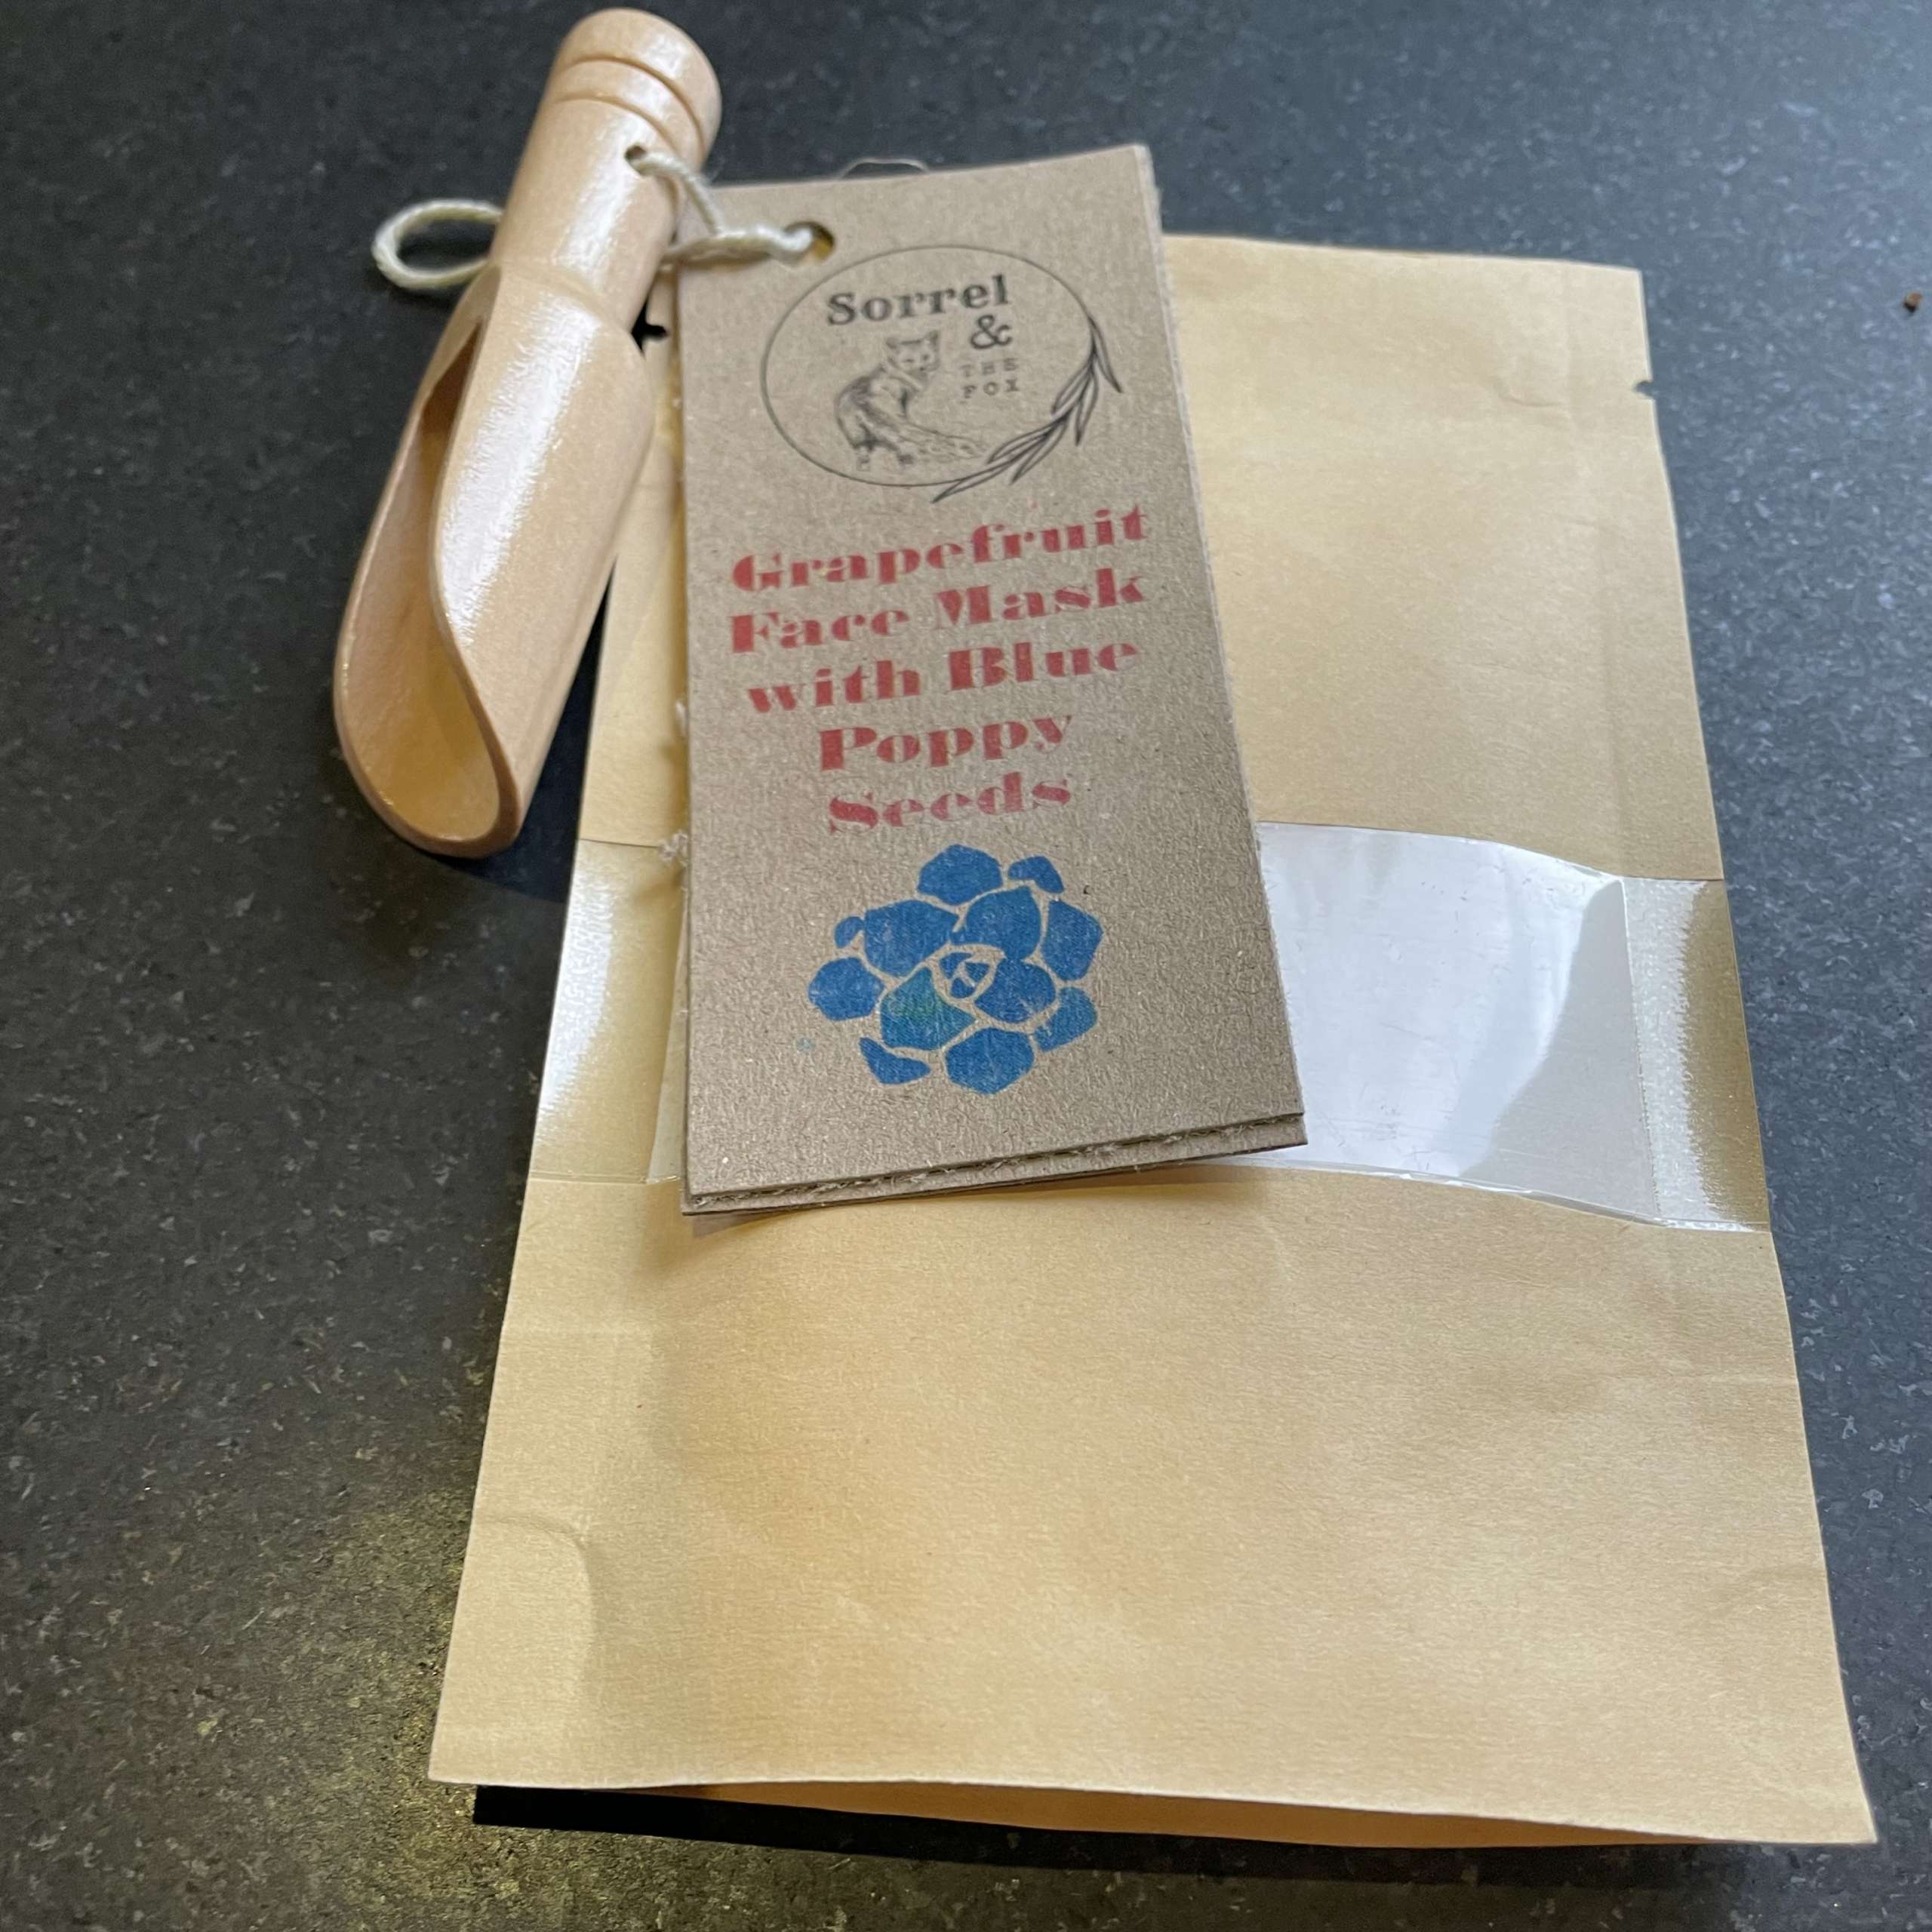 Sorrel
&
THE
FOX
Grapefruit
Face Mask
with Blue
Poppy
Seeds